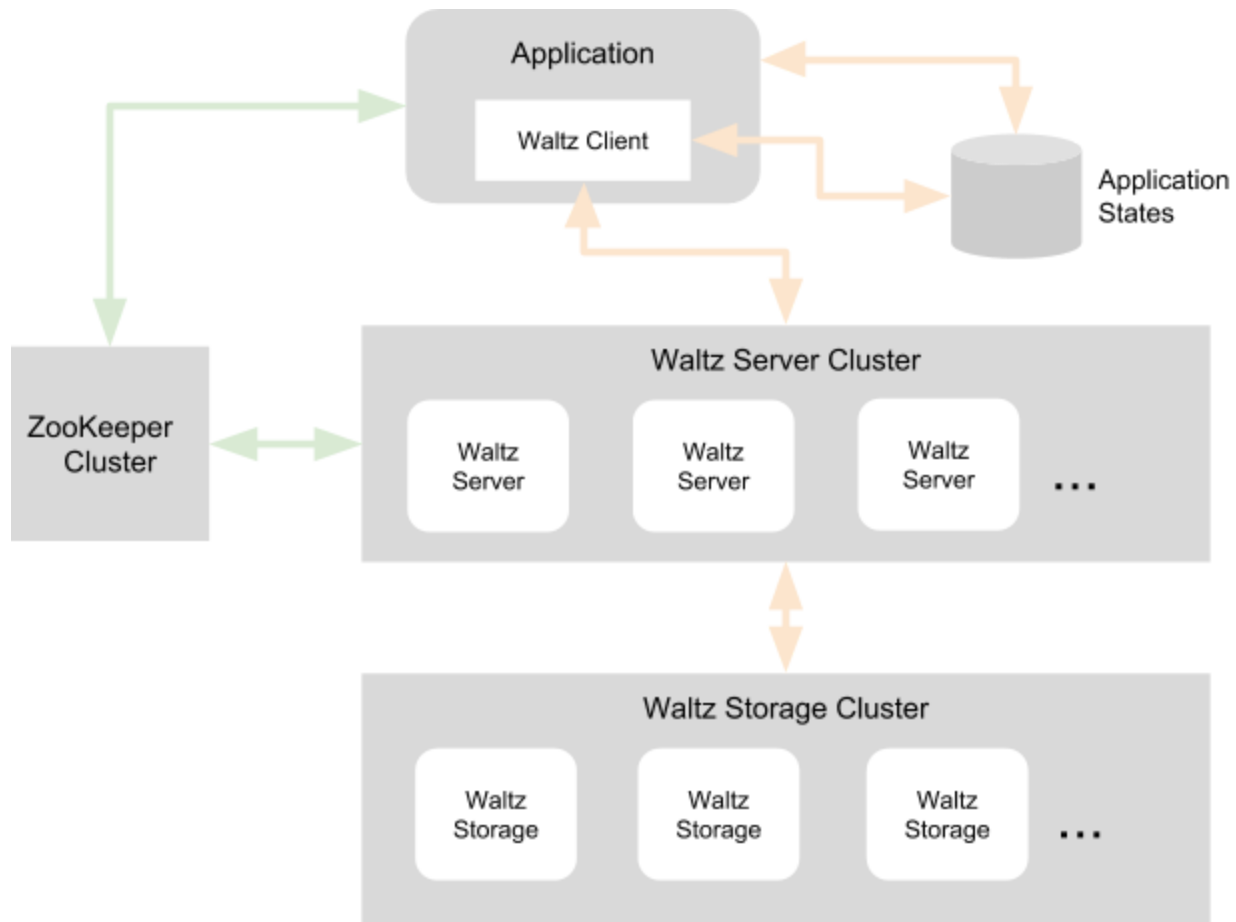 Application
Waltz Client
Application
States
Waltz Server Cluster
ZooKeeper
Cluster
Waltz
Server
Waltz
Server
Waltz
Server
...
Waltz Storage Cluster
Waltz
Storage
Waltz
Storage
Waltz
Storage
...